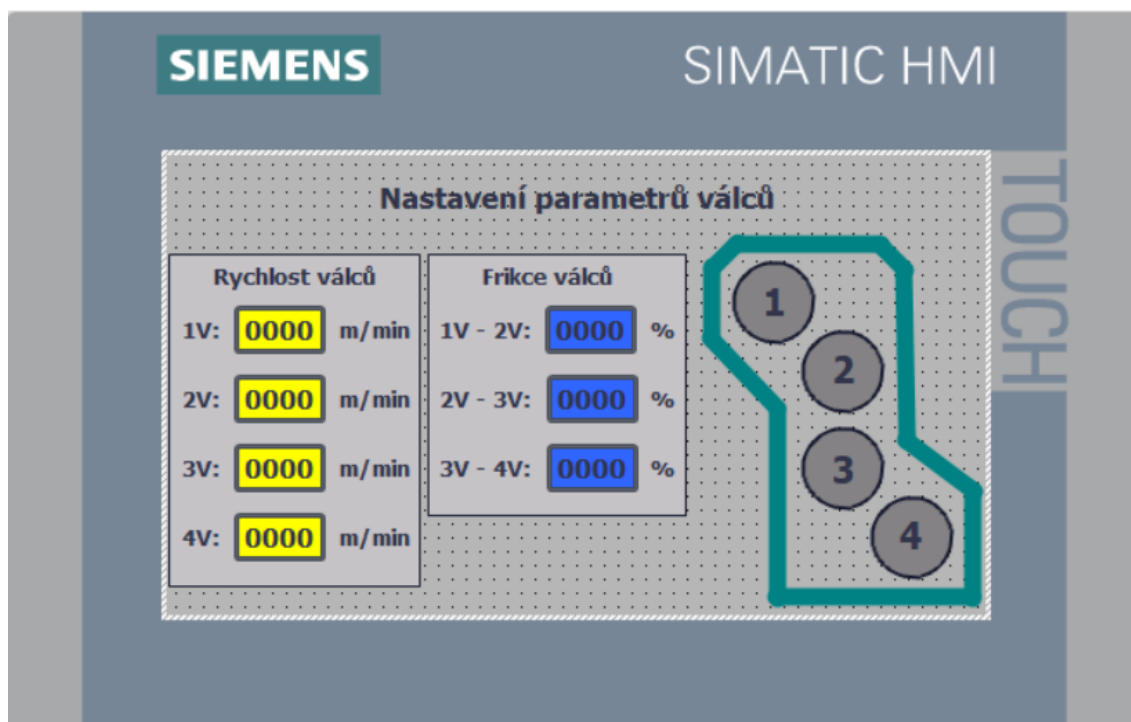 SIEMENS
SIMATIC HMI
TOUCH
Nastavení parametrů válců
Rychlost válců
1V: 0000 m/min
2V: 0000 m/min
3V: 0000 m/min
4V: 0000 m/min
Frikce válců
1V - 2V: 0000 %
2V - 3V: 0000 %
3V - 4V: 0000 %
1
2
3
4